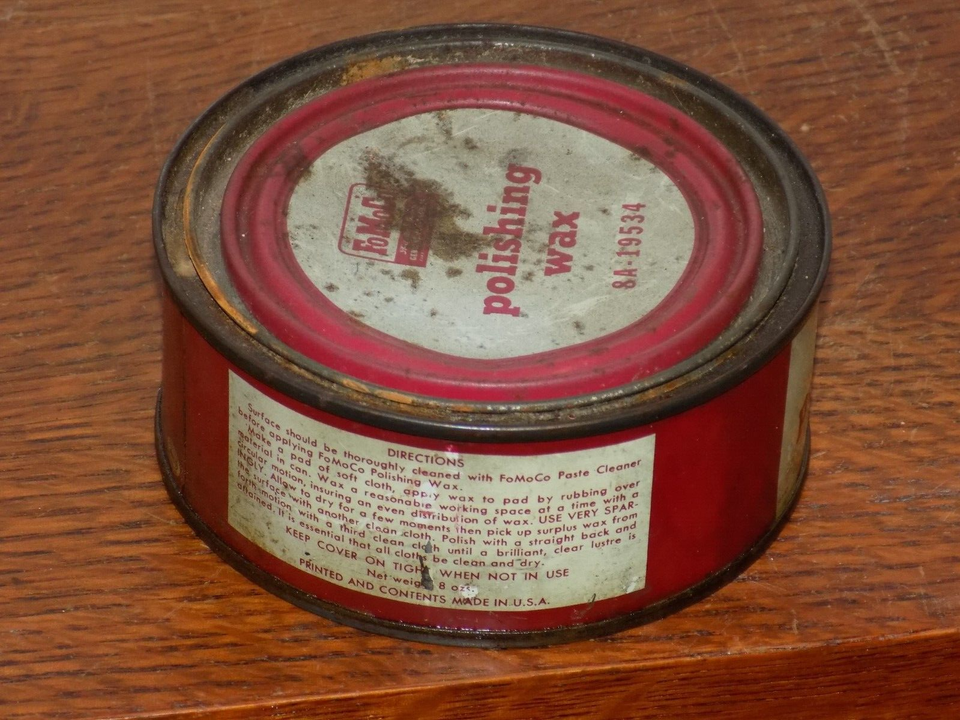 FoMoCo
polishing
wax
8A-19534
DIRECTIONS
Surface should be thoroughly cleaned with FoMoCo Paste Cleaner
before applying FoMoCo Polishing Wax.
Make a pad of soft cloth, apply wax to pad by rubbing over
material in can. Wax a reasonable working space at a time with a
circular motion, insuring an even distribution of wax. USE VERY SPAR-
INGLY. Allow to dry for a few moments then pick up surplus wax from
the surface with another clean cloth. Polish with a straight back and
forth motion with a third clean cloth until a brilliant, clear lustre is
attained. It is essential that all cloths be clean and dry.
KEEP COVER ON TIGHT WHEN NOT IN USE
Net weight 8 ozs.
PRINTED AND CONTENTS MADE IN U.S.A.